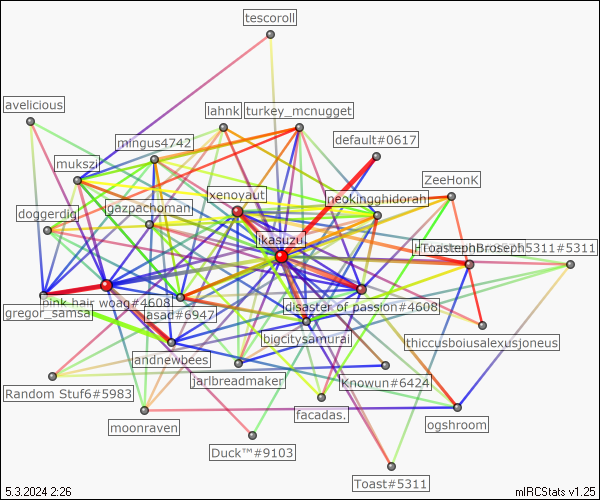 tescoroll
avelicious
lahnk
turkey_mcnugget
mingus4742
default#0617
mukszi
ZeeHonK
xenoyaut
neokingghidorah
doggerdig
gazpachoman
ikasuzu
5311#5311
pink hair woag#4608
gregor_samsa
asad#6947
disaster of passion#4608
bigcitysamurai
thiccusboiusalexusjoneus
andnewbees
jarlbreadmaker
Knowun#6424
Random Stuf6#5983
facadas.
ogshroom
moonraven
Duck™#9103
Toast#5311
5.3.2024 2:26
mIRCStats v1.25